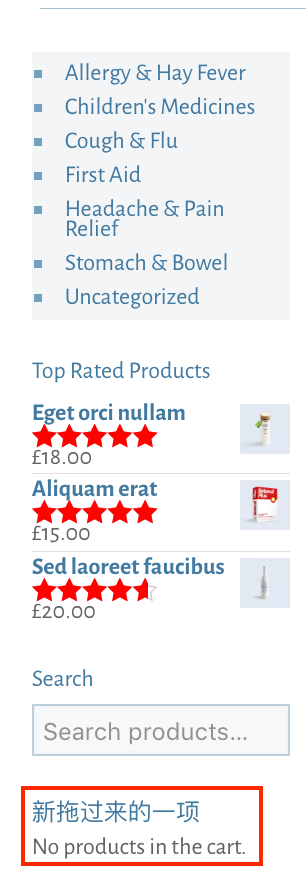 Allergy & Hay Fever
Children's Medicines
Cough & Flu
First Aid
Headache & Pain
Relief
Stomach & Bowel
Uncategorized
Top Rated Products
Eget orci nullam
£18.00
Aliquam erat
£15.00
Sed laoreet faucibus
£20.00
Search
Search products...
新拖过来的一项
No products in the cart.